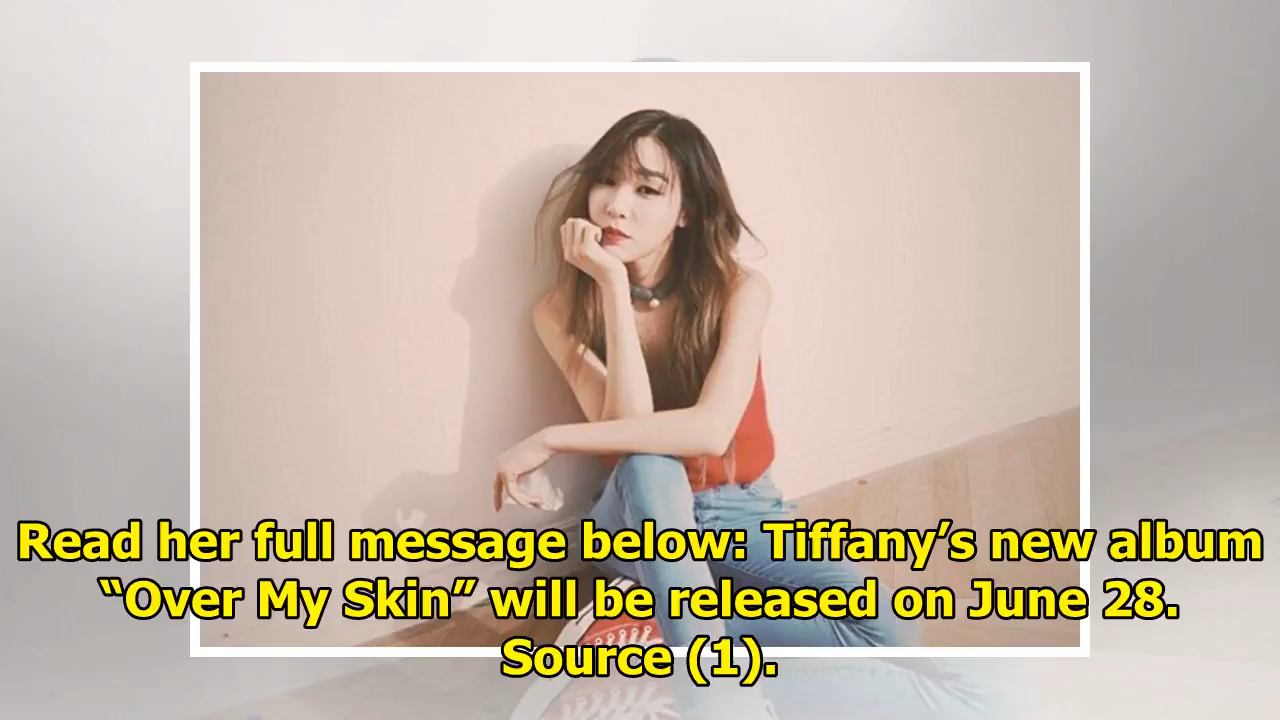 Read her full message below: Tiffany’s new album
“Over My Skin” will be released on June 28.
Source (1).